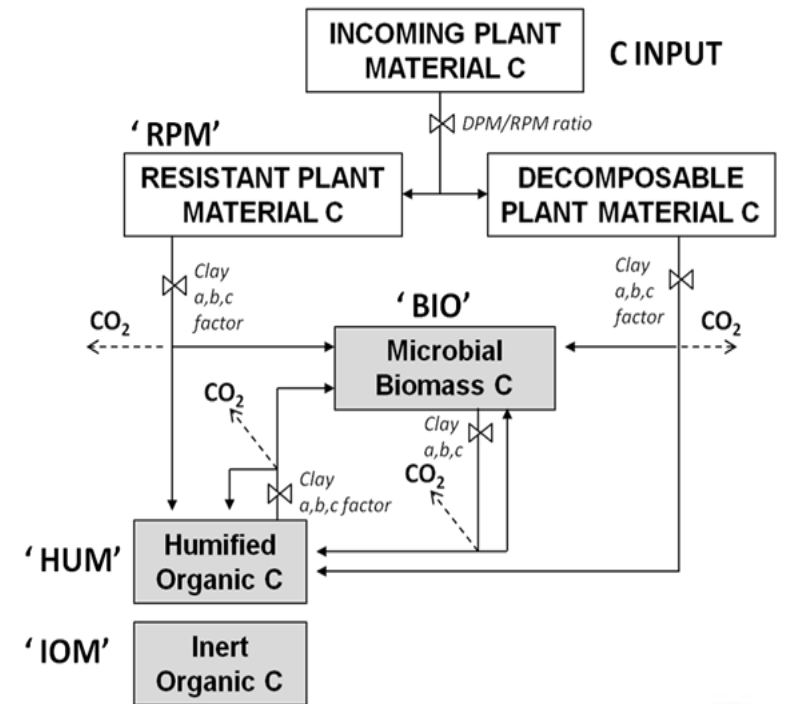 INCOMING PLANT
MATERIAL C
C INPUT
DPM/RPM ratio
‘RPM’
RESISTANT PLANT
MATERIAL C
DECOMPOSABLE
PLANT MATERIAL C
Clay
a,b,c
factor
Clay
a,b,c
factor
CO2
‘BIO’
CO2
Microbial
Biomass C
CO2
Clay
a,b,c
CO2
Clay
a,b,c factor
‘HUM’
Humified
Organic C
‘IOM’
Inert
Organic C